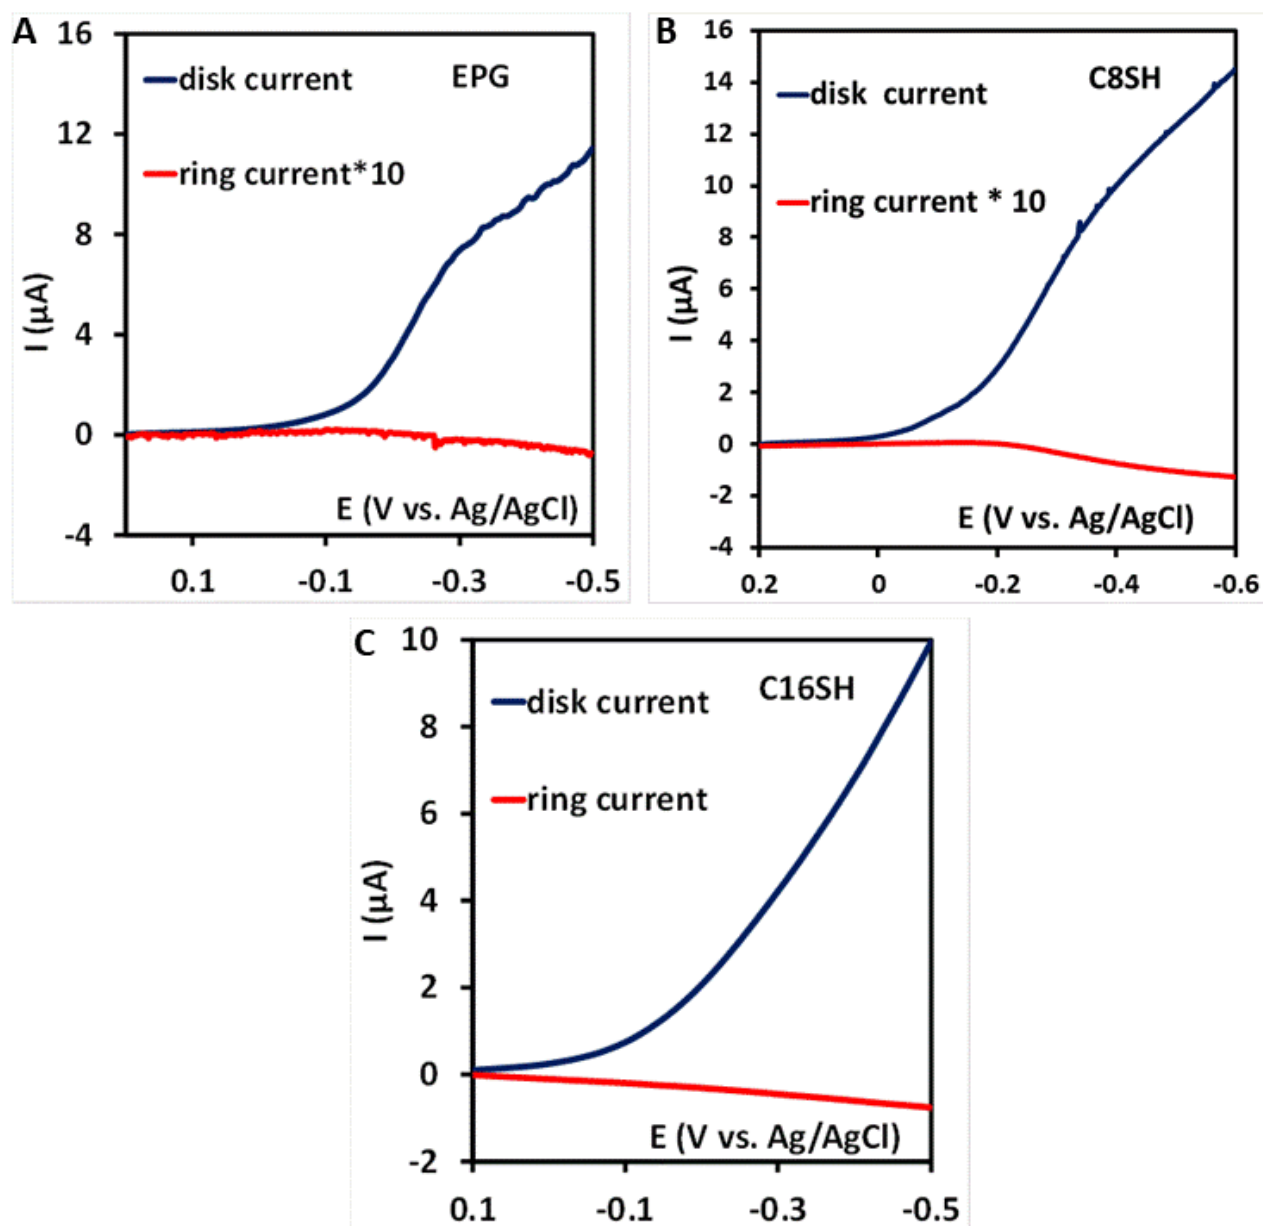 A
16
disk current
EPG
12
ring current*10
8
I (μA)
4
0
E (V vs. Ag/AgCl)
-4
0.1 -0.1 -0.3 -0.5
B
16
14
C8SH
disk current
12
10
ring current * 10
8
I (μA)
6
4
2
0
-2
E (V vs. Ag/AgCl)
-4
0.2 0 -0.2 -0.4 -0.6
C
10
disk current
C16SH
8
ring current
6
I (μA)
4
2
0
E (V vs. Ag/AgCl)
-2
0.1 -0.1 -0.3 -0.5